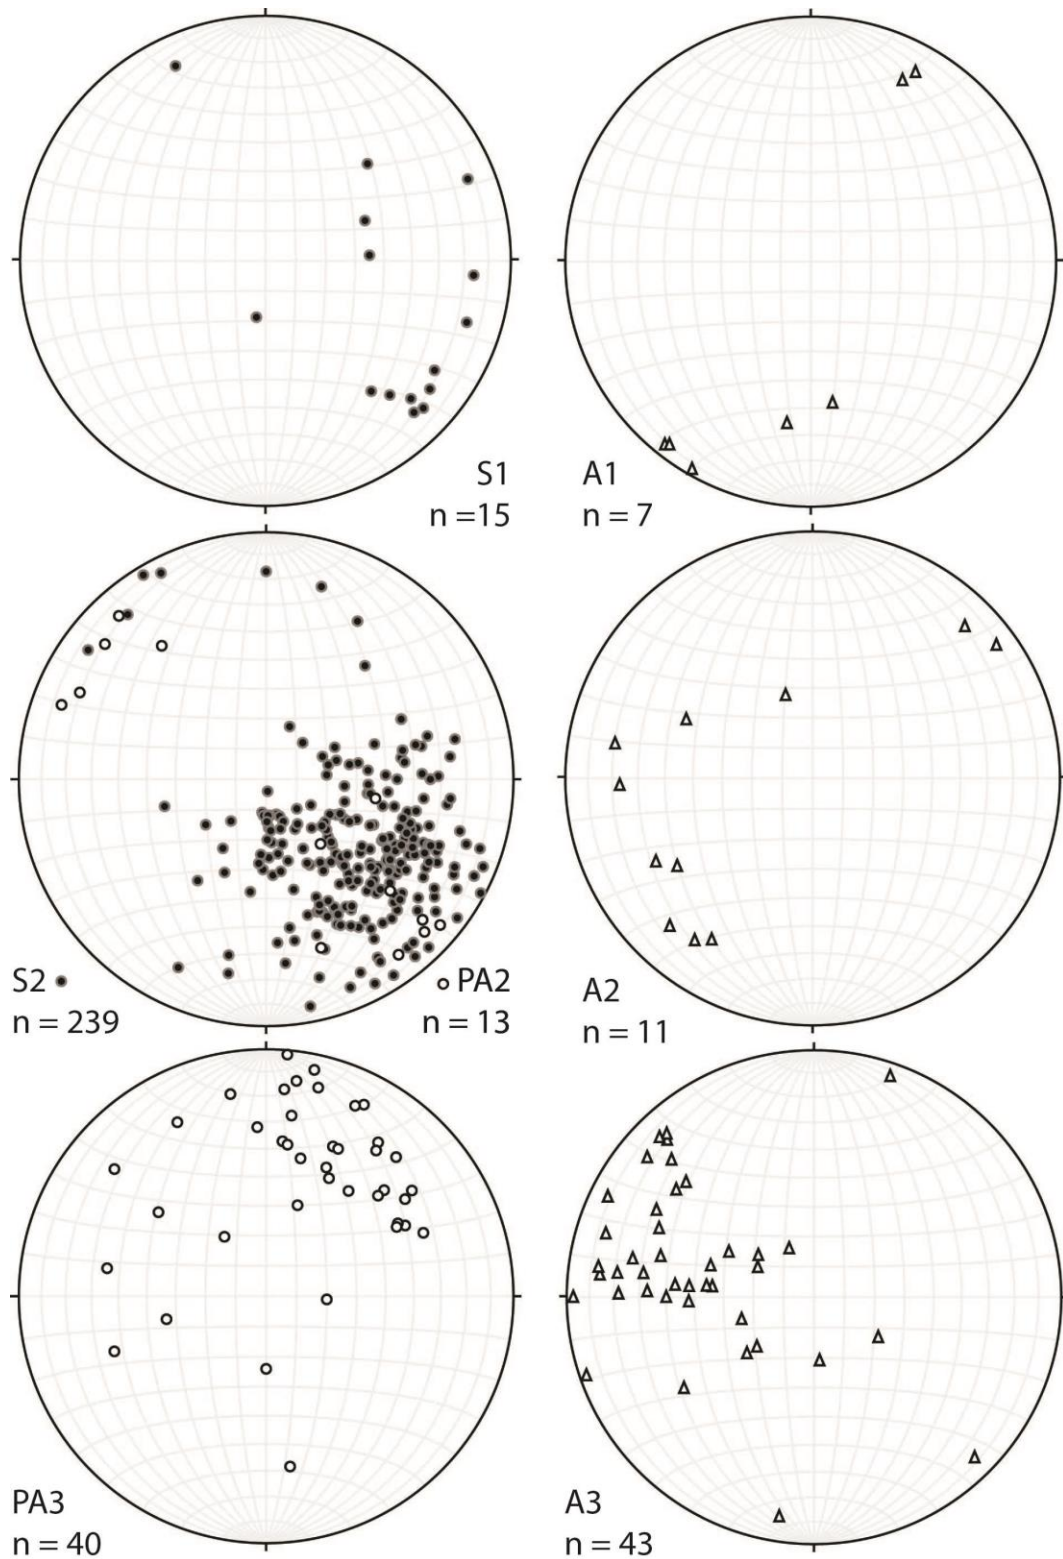 S1
n =15
A1
n = 7
S2
n = 239
PA2
n = 13
A2
n = 11
PA3
n = 40
A3
n = 43